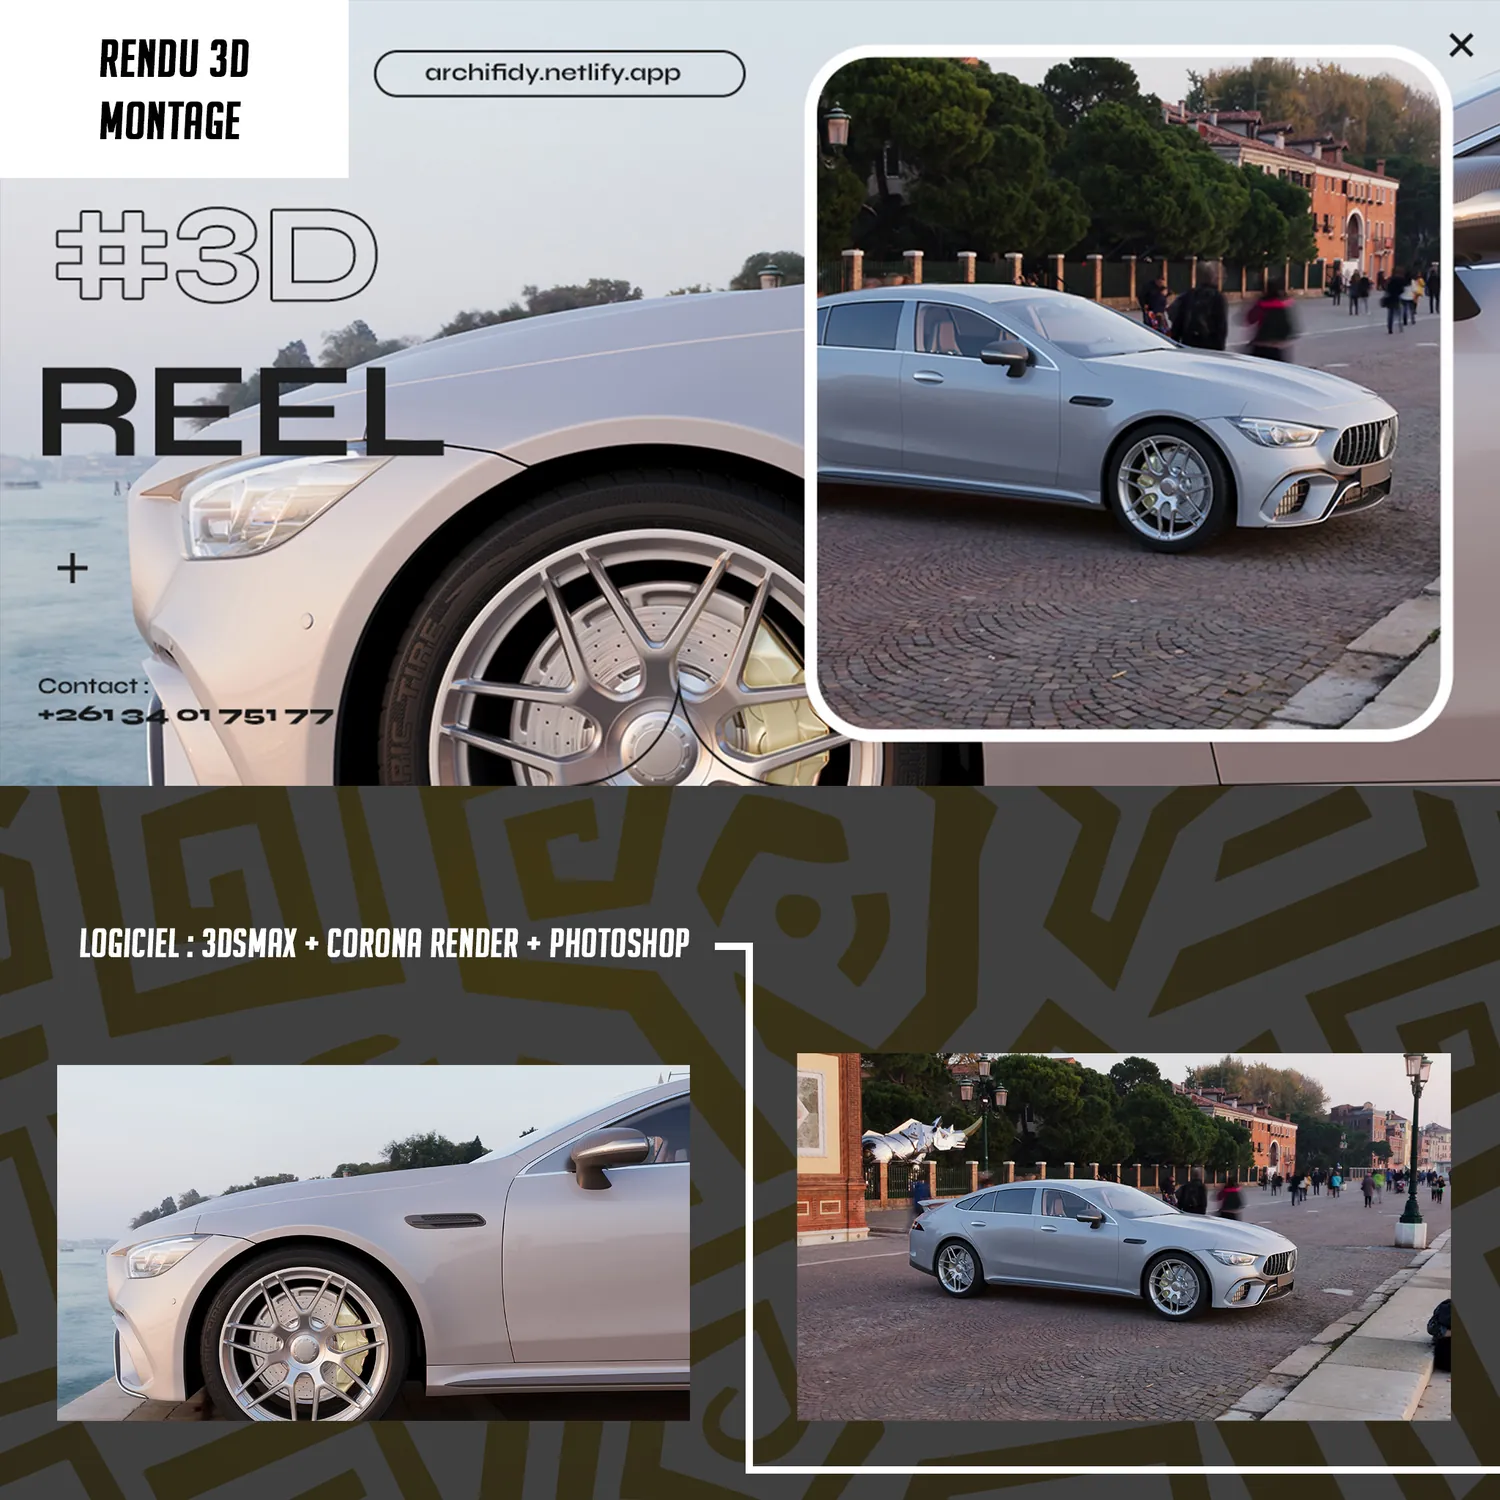 RENDU 3D
MONTAGE
archifidy.netlify.app
#3D
REEL
Contact :
+261 34 01 751 77
LOGICIEL : 3DSMAX + CORONA RENDER + PHOTOSHOP